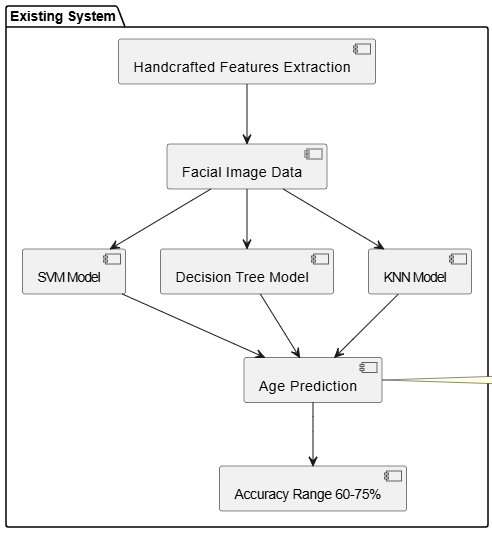 Existing System
Handcrafted Features Extraction
Facial Image Data
SVM Model
Decision Tree Model
KNN Model
Age Prediction
Accuracy Range 60-75%